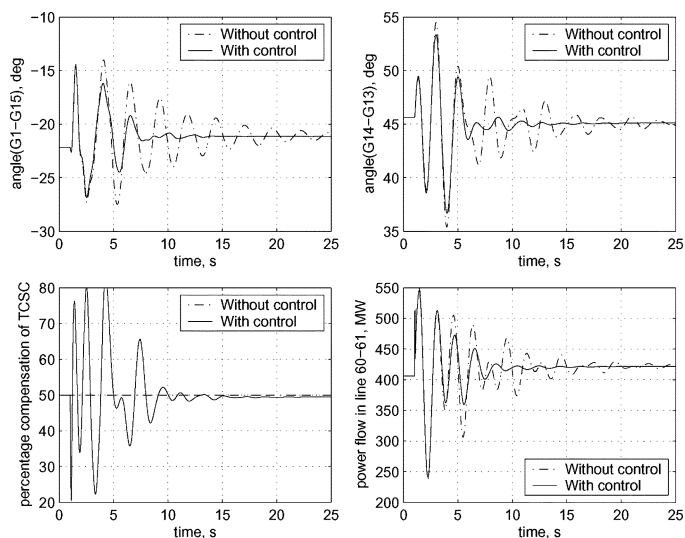 −10
−15
−20
−25
−30
0 5 10 15 20 25
time, s
angle(G1−G15), deg
Without control
With control
55
50
45
40
35
0 5 10 15 20 25
time, s
angle(G14−G13), deg
Without control
With control
80
70
60
50
40
30
20
0 5 10 15 20 25
time, s
percentage compensation of TCSC
Without control
With control
550
500
450
400
350
300
250
200
0 5 10 15 20 25
time, s
power flow in line 60−61, MW
Without control
With control